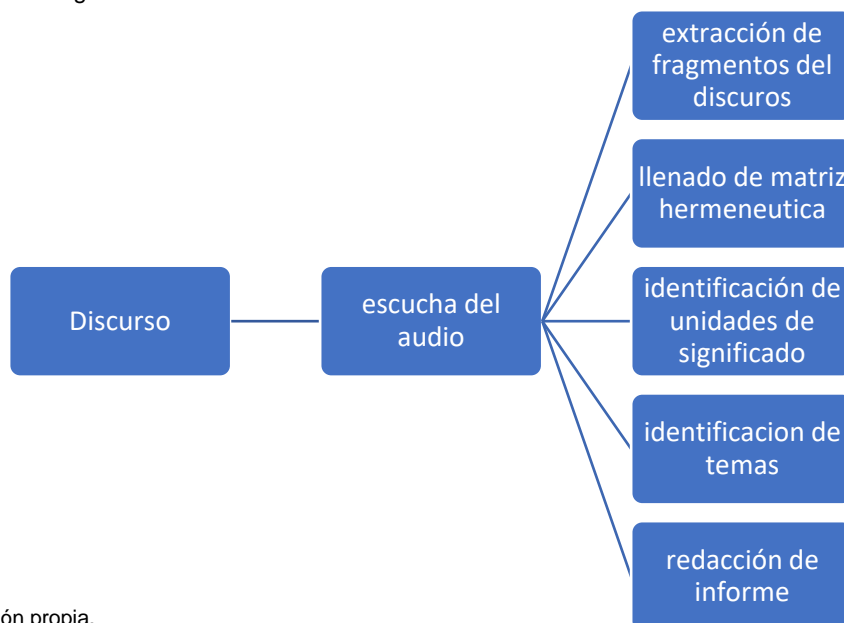 extracción de
fragmentos del
discuros
llenado de matriz
hermeneutica
Discurso
escucha del
audio
identificación de
unidades de
significado
identificacion de
temas
redacción de
informe
ón propia.